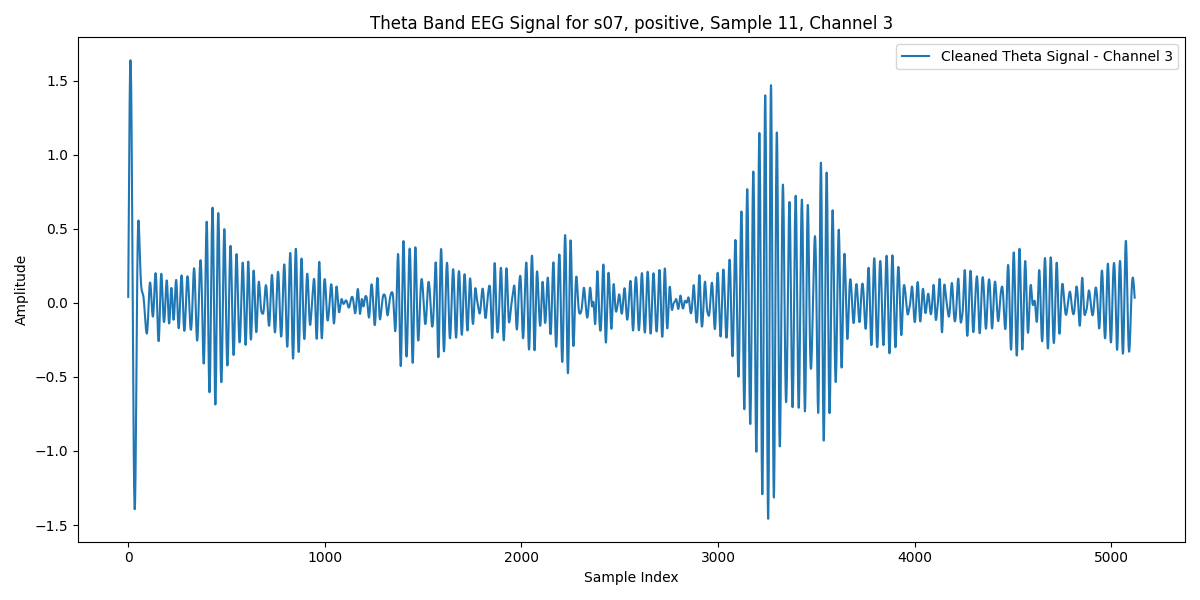 Theta Band EEG Signal for s07, positive, Sample 11, Channel 3
Cleaned Theta Signal - Channel 3
Amplitude
1.5
1.0
0.5
0.0
−0.5
−1.0
−1.5
0 1000 2000 3000 4000 5000
Sample Index